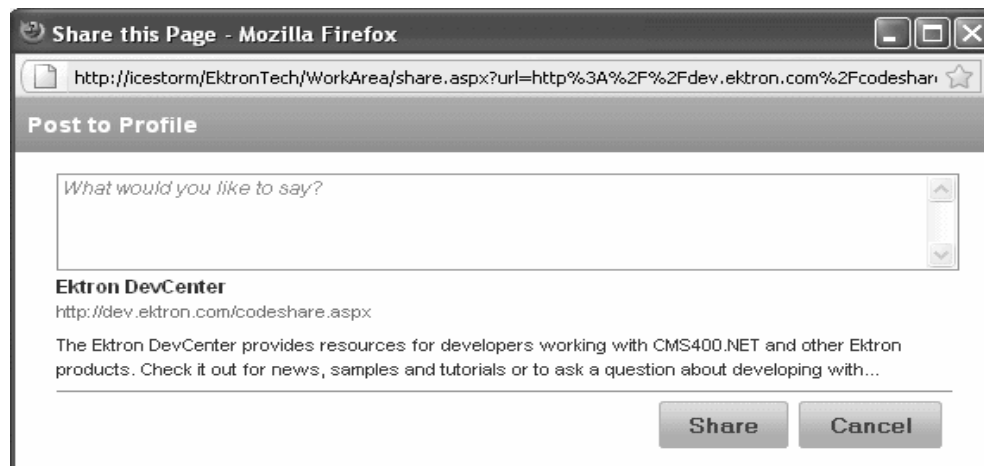 Share this Page - Mozilla Firefox
http://icestorm/EktronTech/WorkArea/share.aspx?url=http%3A%2F%2Fdev.ektron.com%2Fcodeshar
Post to Profile
What would you like to say?
Ektron DevCenter
http://dev.ektron.com/codeshare.aspx
The Ektron DevCenter provides resources for developers working with CMS400.NET and other Ektron
products. Check it out for news, samples and tutorials or to ask a question about developing with...
Share Cancel